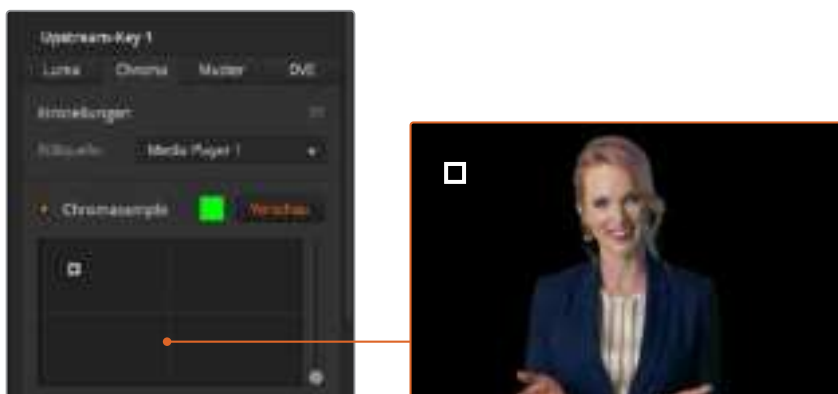 Upstream-Key 1
Luma Chroma Muster DVE
Einstellungen
Füllquelle: Media Player 1
Chromasample Vorschau